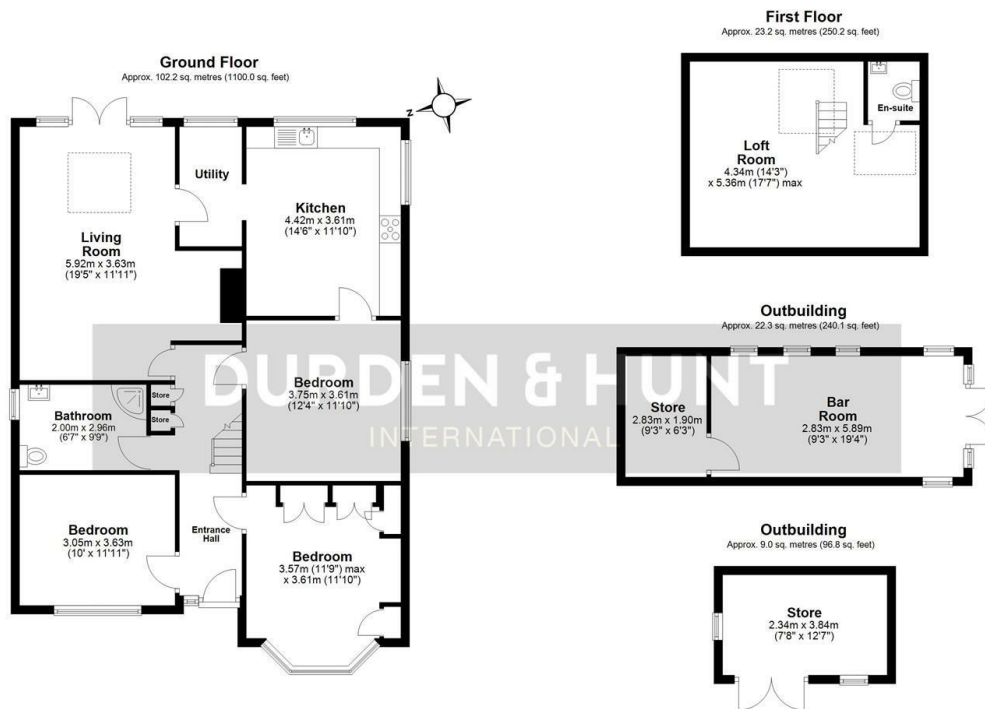 Ground Floor
Approx. 102.2 sq. metres (1100.0 sq. feet)
N
Living
Room
5.92m x 3.63m
(19'5" x 11'11")
Utility
Kitchen
4.42m x 3.61m
(14'6" x 11'10")
Bedroom
3.75m x 3.61m
(12'4" x 11'10")
Store
Store
Bathroom
2.00m x 2.96m
(6'7" x 9'9")
Bedroom
3.05m x 3.63m
(10' x 11'11")
Entrance
Hall
Bedroom
3.57m (11'9") max
x 3.61m (11'10")
First Floor
Approx. 23.2 sq. metres (250.2 sq. feet)
En-suite
Loft
Room
4.34m (14'3")
x 5.36m (17'7") max
Outbuilding
Approx. 22.3 sq. metres (240.1 sq. feet)
Store
2.83m x 1.90m
(9'3" x 6'3")
Bar
Room
2.83m x 5.89m
(9'3" x 19'4")
Outbuilding
Approx. 9.0 sq. metres (96.8 sq. feet)
Store
2.34m x 3.84m
(7'8" x 12'7")
DURDEN & HUNT
INTERNATIONAL